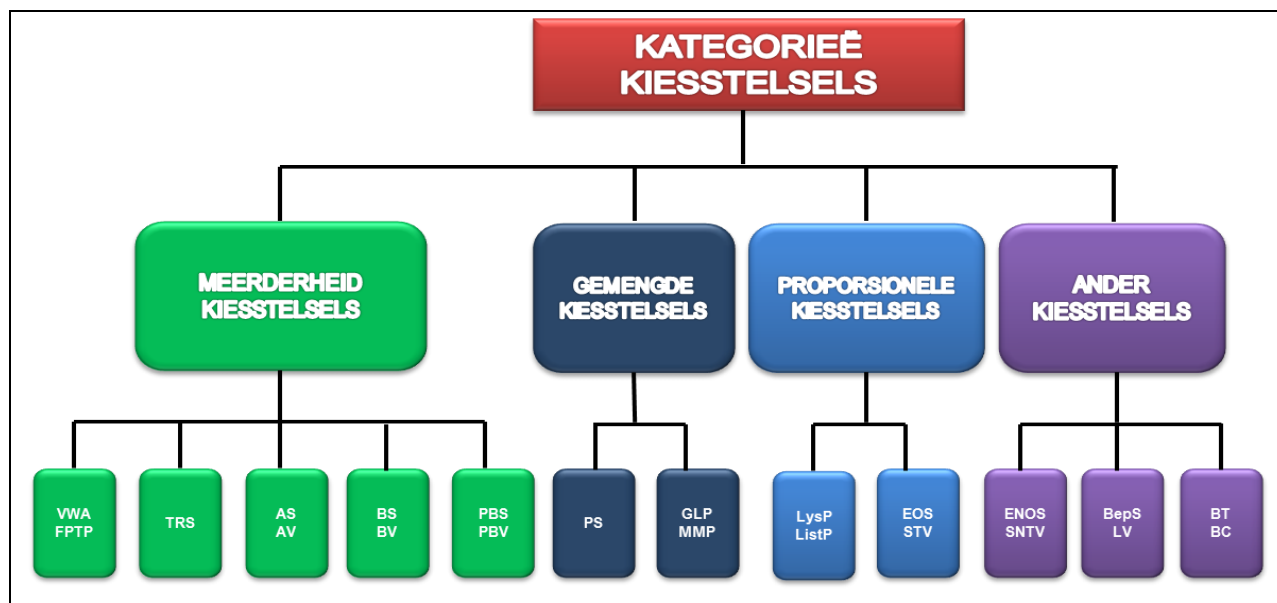 KATEGORIEË
KIESSTELSELS
MEERDERHEID
KIESSTELSELS
GEMENGDE
KIESSTELSELS
PROPORSIONELE
KIESSTELSELS
ANDER
KIESSTELSELS
VWA
FPTP
TRS
AS
AV
BS
BV
PBS
PBV
PS
GLP
MMP
LysP
ListP
EOS
STV
ENOS
SNTV
BepS
LV
BT
BC